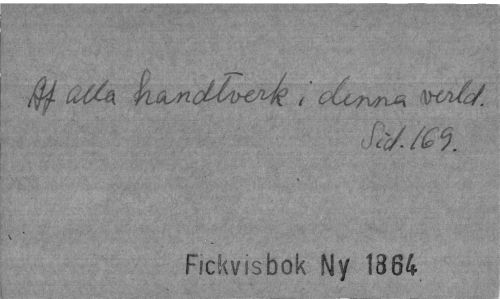 Af alla handtverk i denna verld.
Sid. 169.
Fickvisbok Ny 1864